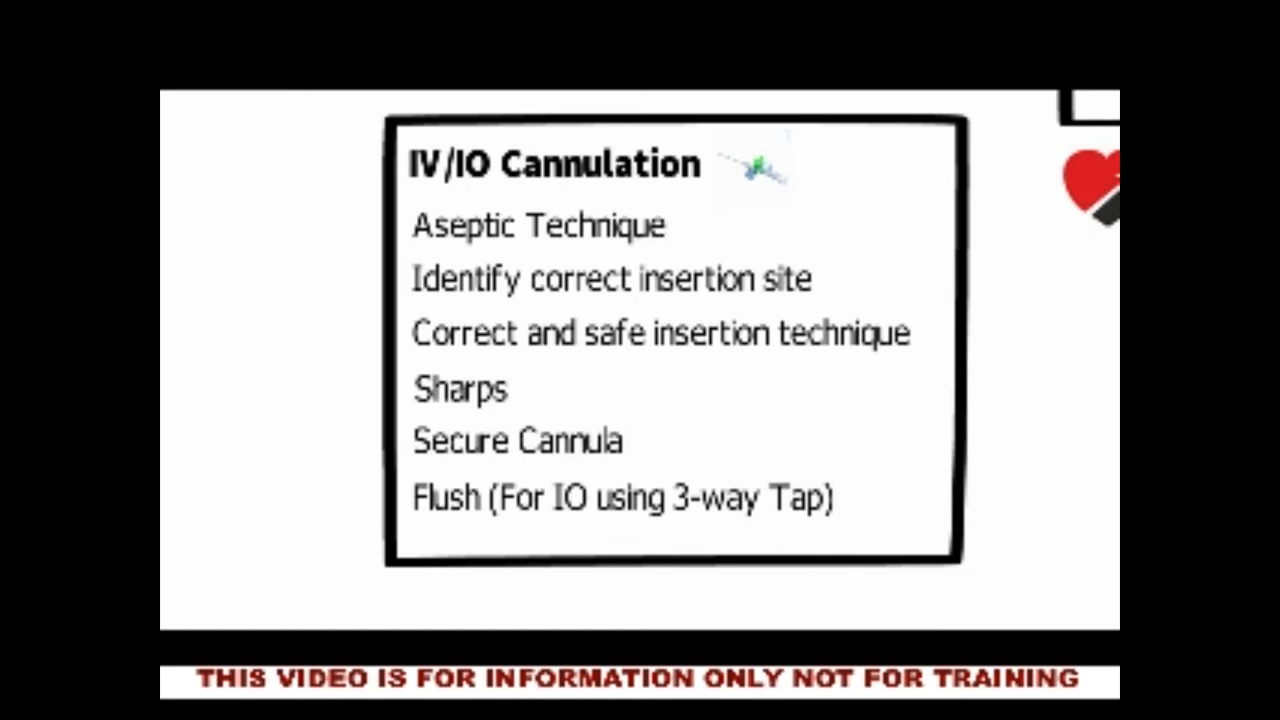 IV/IO Cannulation
Aseptic Technique
Identify correct insertion site
Correct and safe insertion technique
Sharps
Secure Cannula
Flush (For IO using 3-way Tap)
THIS VIDEO IS FOR INFORMATION ONLY NOT FOR TRAINING